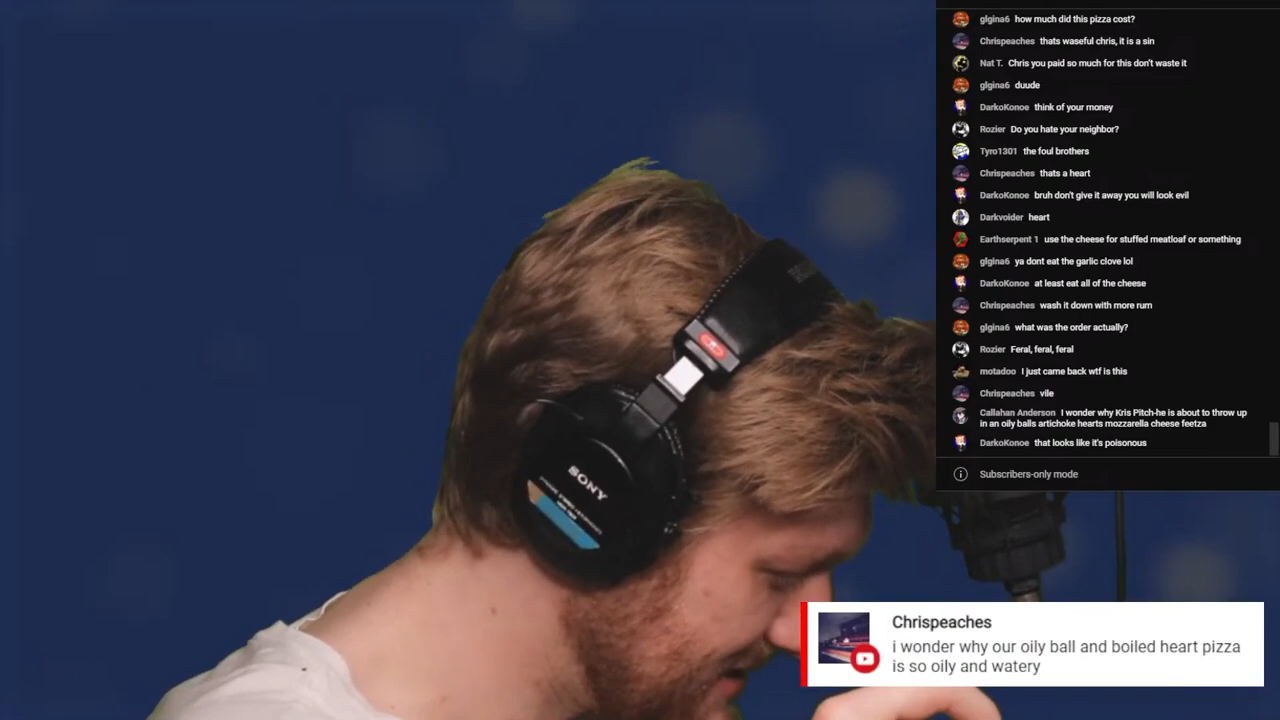 glgina6 how much did this pizza cost?
Chrispeaches thats waseful chris, it is a sin
Nat T. Chris you paid so much for this don't waste it
glgina6 duude
DarkoKonoe think of your money
Rozier Do you hate your neighbor?
Tyro1301 the foul brothers
Chrispeaches thats a heart
DarkoKonoe bruh don't give it away you will look evil
Darkvoider heart
Earthserpent 1 use the cheese for stuffed meatloaf or something
glgina6 ya dont eat the garlic clove lol
DarkoKonoe at least eat all of the cheese
Chrispeaches wash it down with more rum
glgina6 what was the order actually?
Rozier Feral, feral, feral
motadoo I just came back wtf is this
Chrispeaches vile
Callahan Anderson I wonder why Kris Pitch-he is about to throw up
in an oily balls artichoke hearts mozzarella cheese feetza
DarkoKonoe that looks like it's poisonous
Subscribers-only mode
SONY
Chrispeaches
i wonder why our oily ball and boiled heart pizza
is so oily and watery